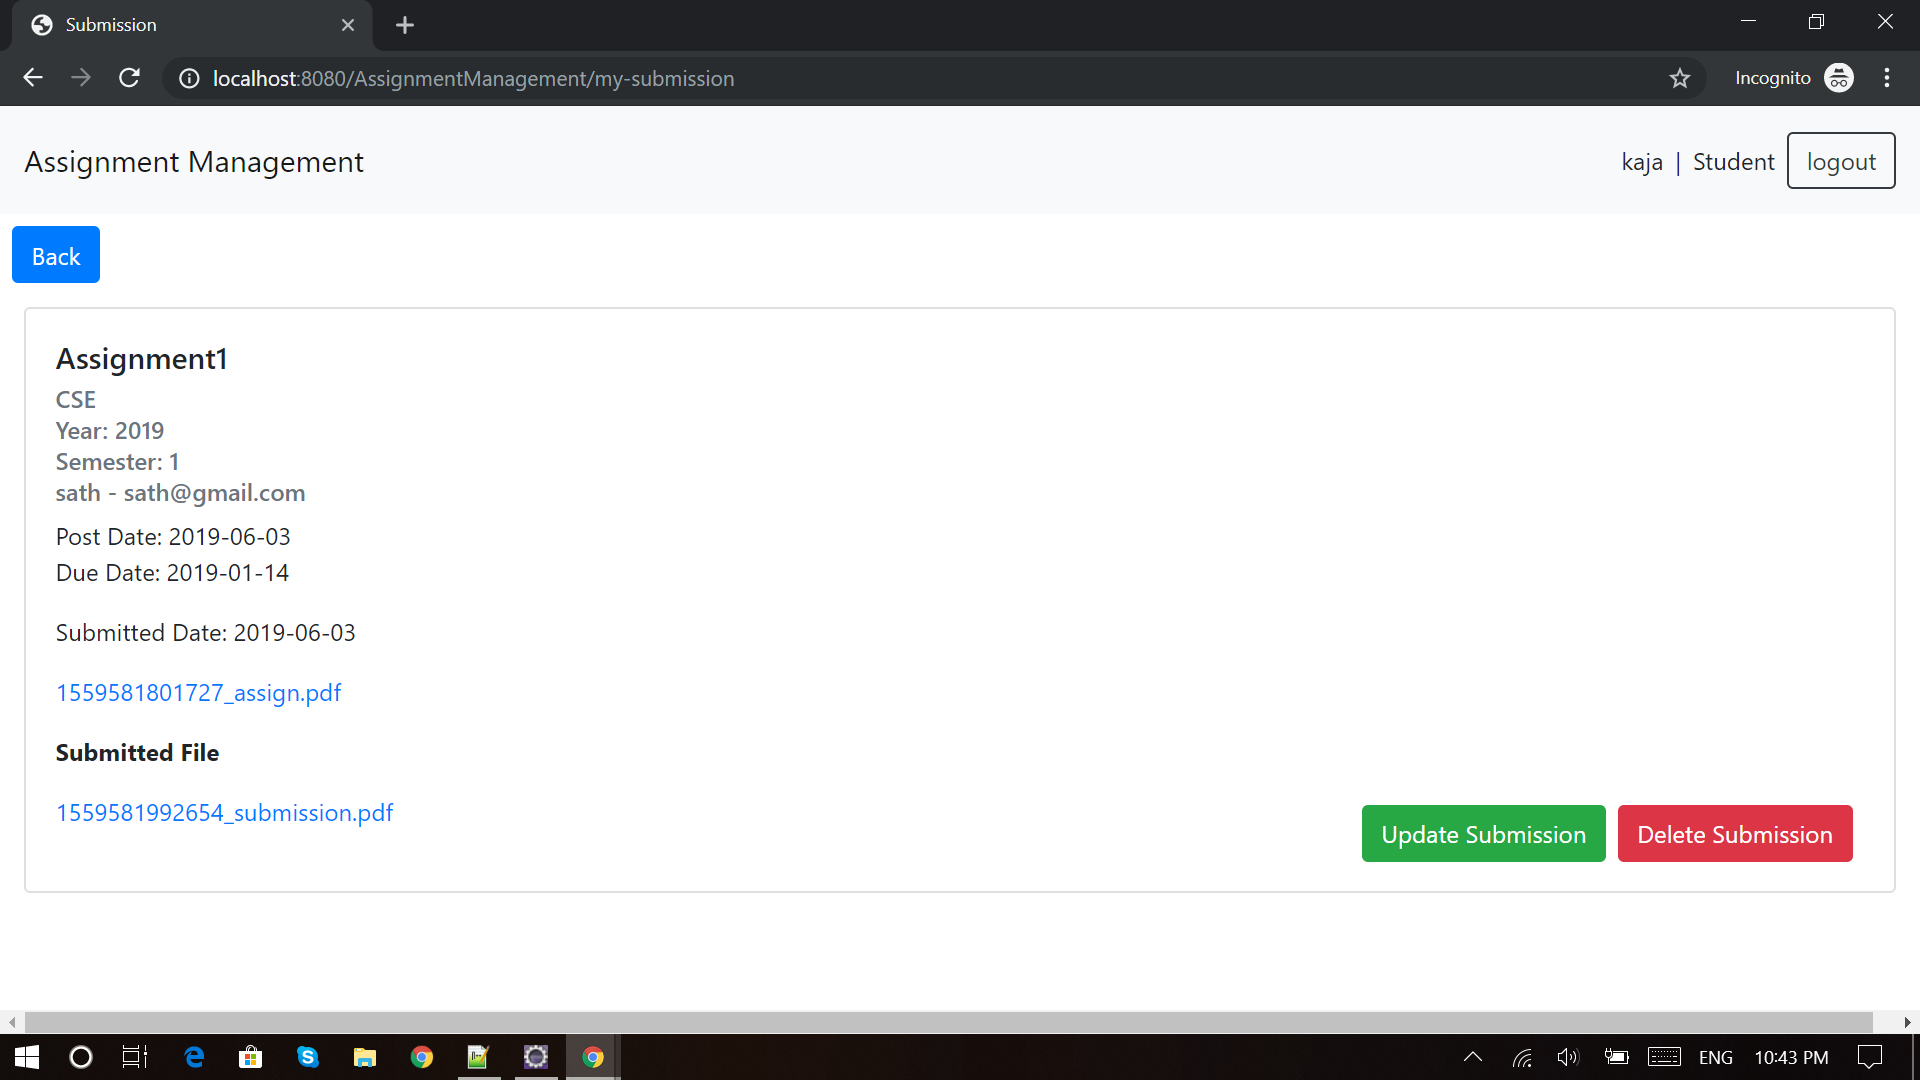 Submission
localhost:8080/AssignmentManagement/my-submission
Incognito
Assignment Management
kaja | Student logout
Back
Assignment1
CSE
Year: 2019
Semester: 1
sath - sath@gmail.com
Post Date: 2019-06-03
Due Date: 2019-01-14
Submitted Date: 2019-06-03
1559581801727_assign.pdf
Submitted File
1559581992654_submission.pdf
Update Submission Delete Submission
ENG 10:43 PM